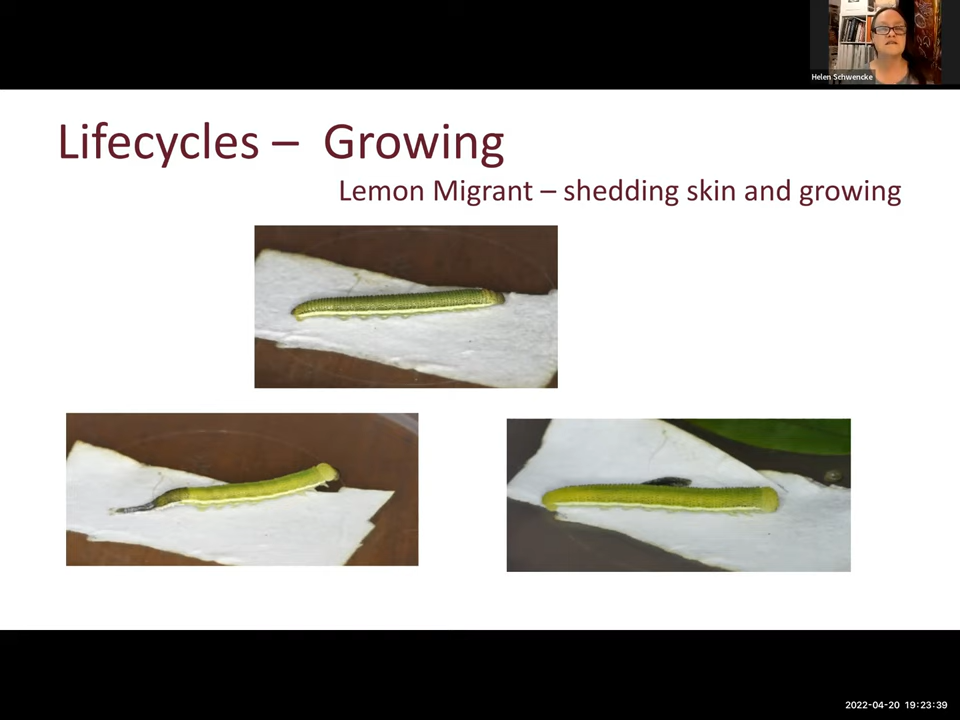 Helen Schwencke
Lifecycles – Growing
Lemon Migrant – shedding skin and growing
2022-04-20 19:23:39